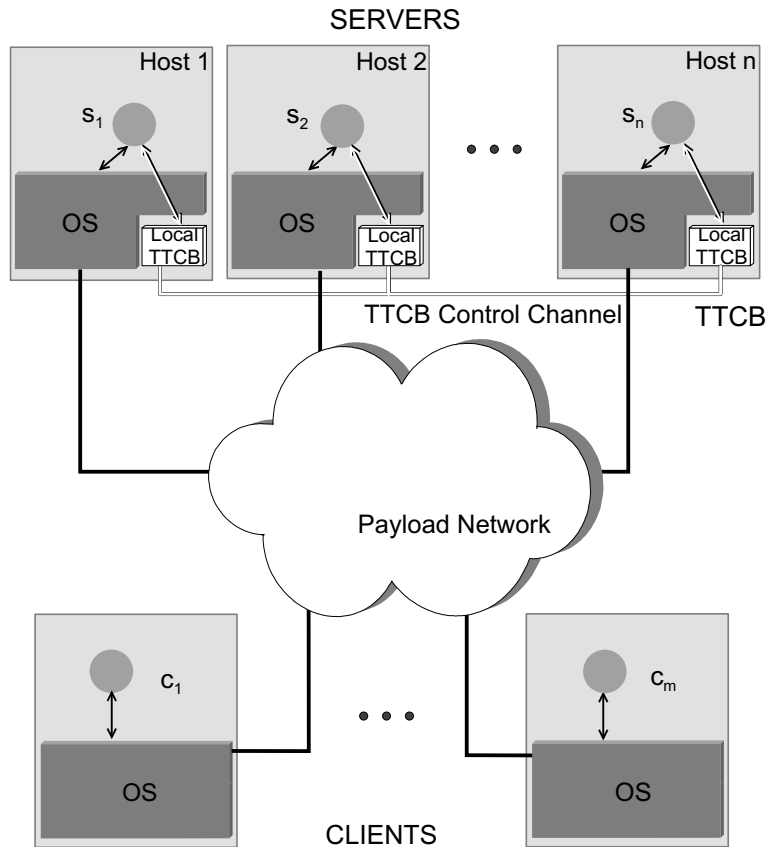 SERVERS
Host 1
Host 2
Host n
s1
s2
sn
OS
Local
TTCB
OS
Local
TTCB
OS
Local
TTCB
TTCB Control Channel
TTCB
Payload Network
c1
cm
OS
OS
CLIENTS